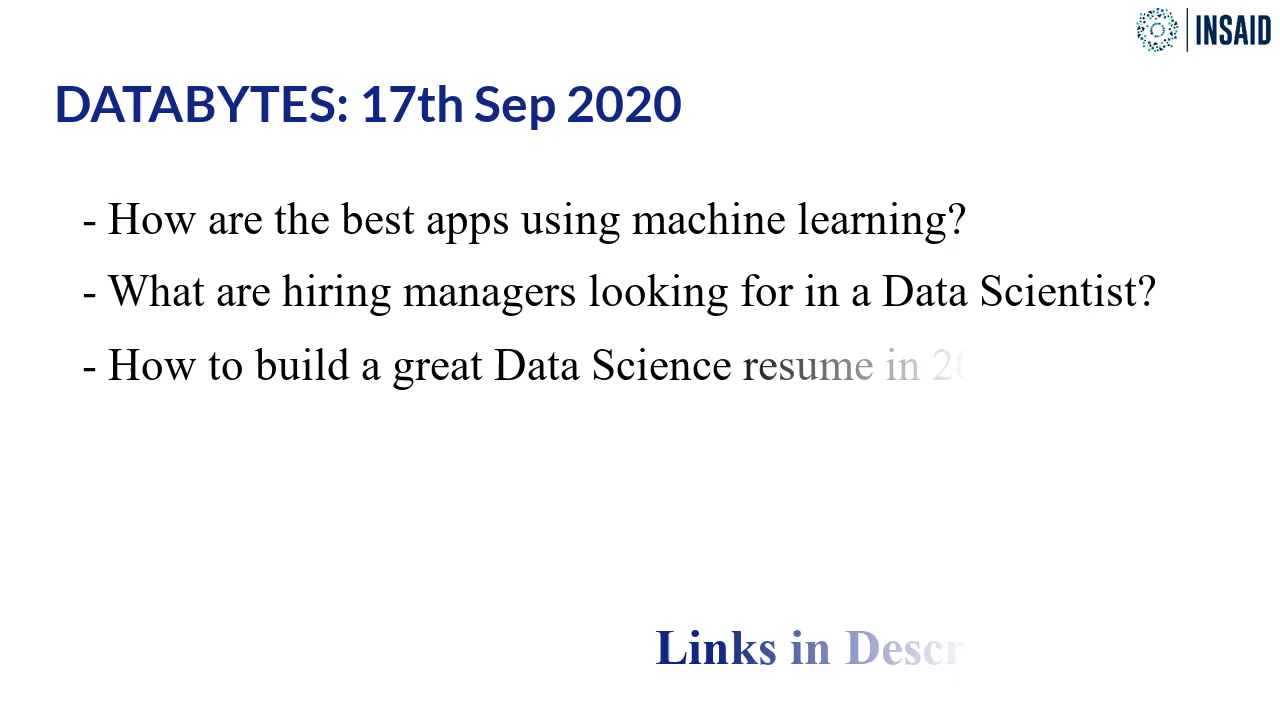 INSAID
DATABYTES: 17th Sep 2020
- How are the best apps using machine learning?
- What are hiring managers looking for in a Data Scientist?
- How to build a great Data Science resume in
Links in